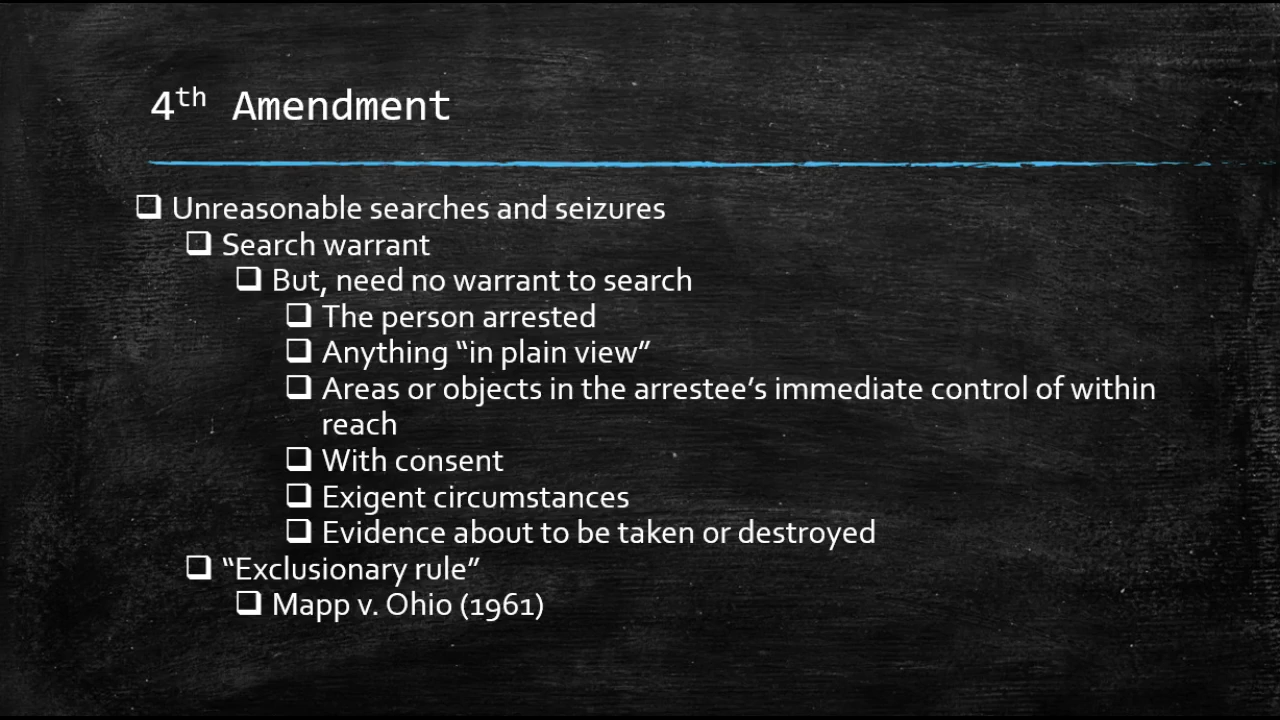 4th Amendment
Unreasonable searches and seizures
Search warrant
But, need no warrant to search
The person arrested
Anything “in plain view”
Areas or objects in the arrestee’s immediate control of within
reach
With consent
Exigent circumstances
Evidence about to be taken or destroyed
“Exclusionary rule”
Mapp v. Ohio (1961)